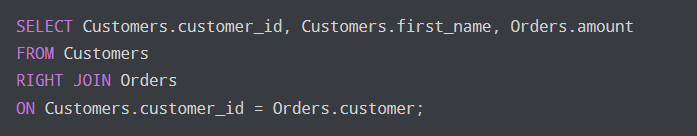 SELECT Customers.customer_id, Customers.first_name, Orders.amount
FROM Customers
RIGHT JOIN Orders
ON Customers.customer_id = Orders.customer;